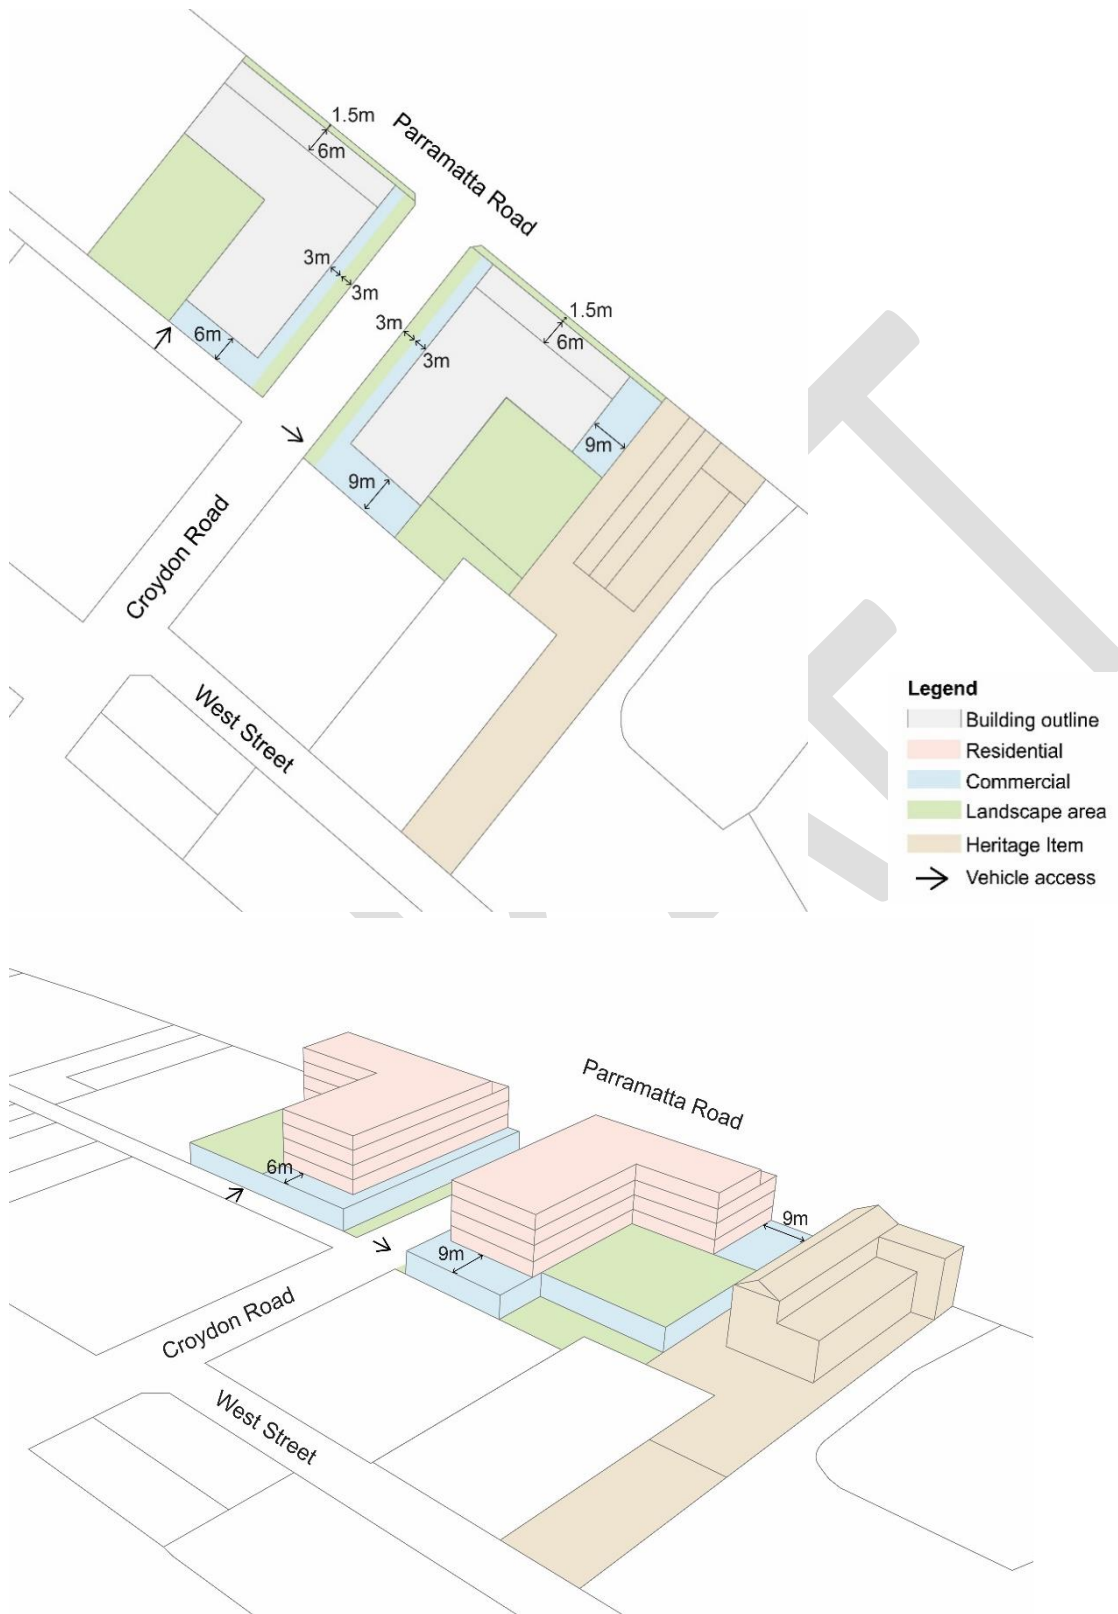 1.5m
6m
Parramatta Road
3m
3m
6m
1.5m
6m
3m
3m
9m
9m
Croydon Road
West Street
Legend
Building outline
Residential
Commercial
Landscape area
Heritage Item
Vehicle access
Parramatta Road
6m
9m
9m
Croydon Road
West Street